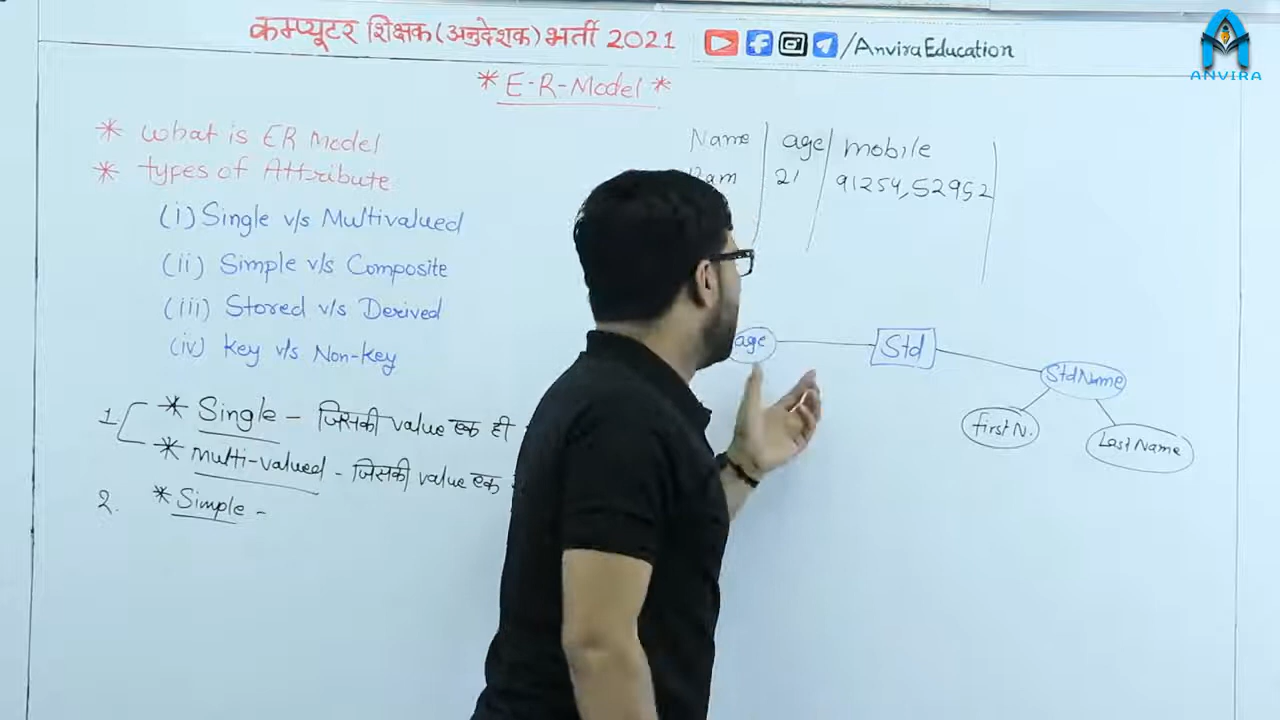 कम्प्यूटर शिक्षक (अनुदेशक) भर्ती 2021
/AnviraEducation
ANVIRA
* E-R-Model *
* what is ER Model
* types of Attribute
(i) Single v/s Multivalued
(ii) Simple v/s Composite
(iii) Stored v/s Derived
(iv) Key v/s Non-Key
1 * Single - जिसकी value एक ही
* Multi-valued - जिसकी value एक
2. * Simple -
Name age mobile
Ram 21 91254,52952
age Std StdName
first N. Last Name